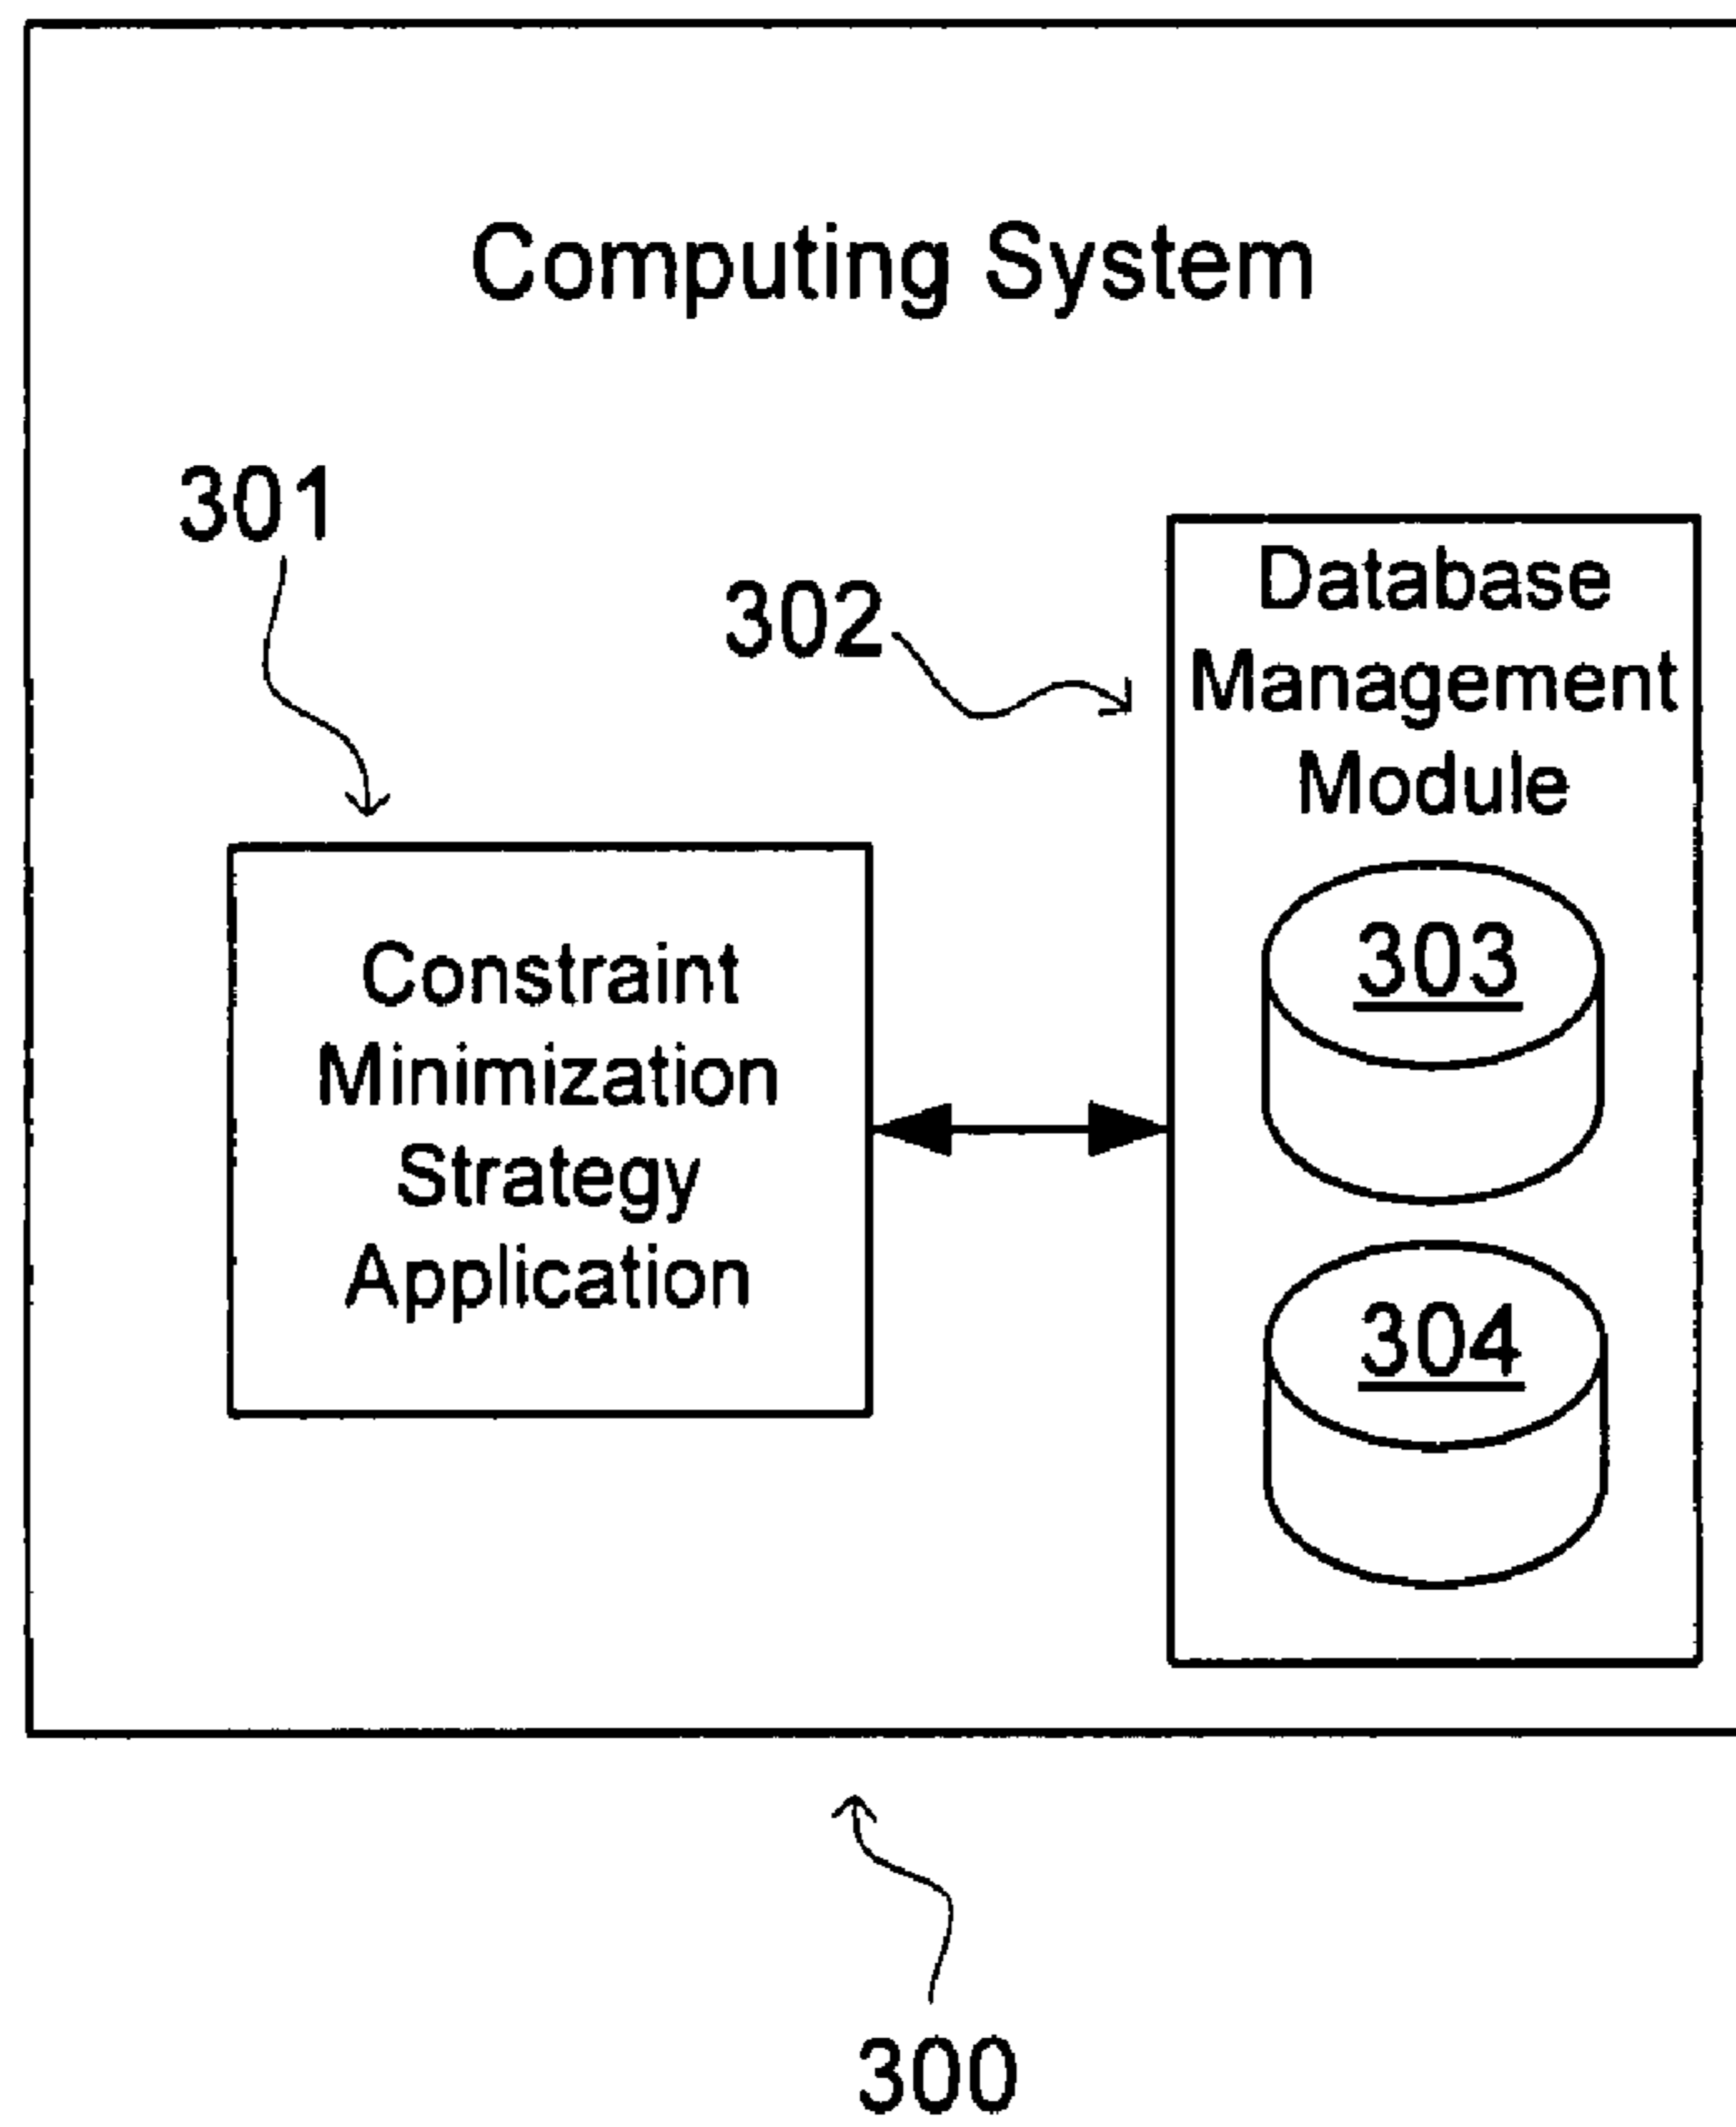 Computing System
301
302
Database
Management
Module
303
Constraint
Minimization
Strategy
Application
304
300